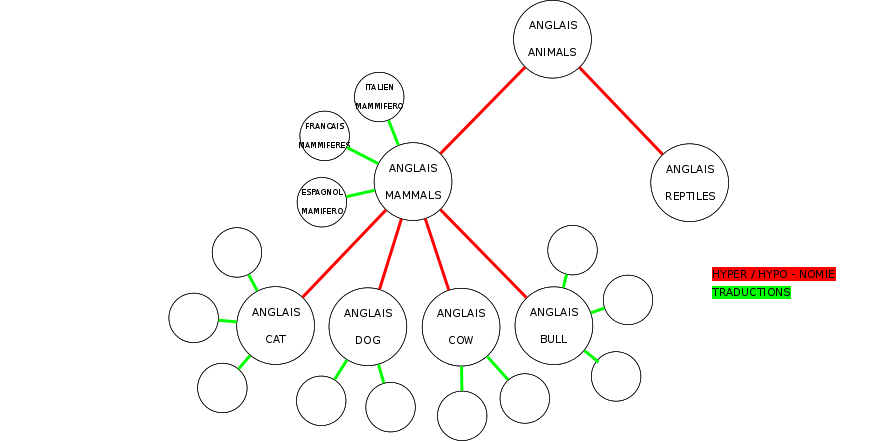 ANGLAIS
ANIMALS
ITALIEN
MAMMIFERO
FRANCAIS
MAMMIFERES
ANGLAIS
MAMMALS
ANGLAIS
REPTILES
ESPAGNOL
MAMIFERO
HYPER / HYPO - NOMIE
TRADUCTIONS
ANGLAIS
CAT
ANGLAIS
DOG
ANGLAIS
COW
ANGLAIS
BULL